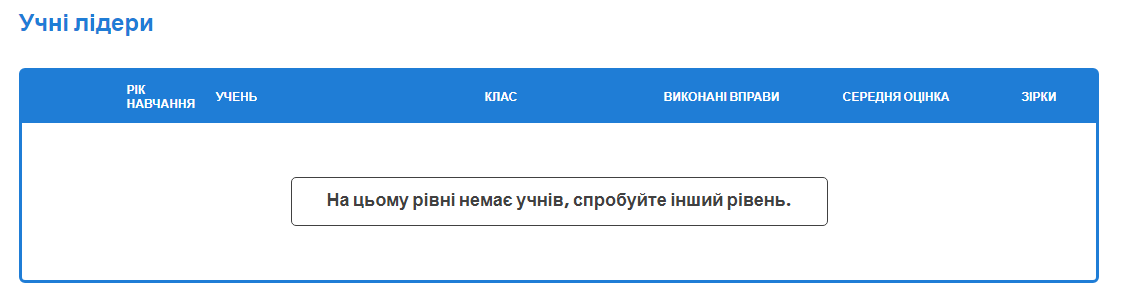 Учні лідери
РІК
НАВЧАННЯ
УЧЕНЬ
КЛАС
ВИКОНАНІ ВПРАВИ
СЕРЕДНЯ ОЦІНКА
ЗІРКИ
На цьому рівні немає учнів, спробуйте інший рівень.